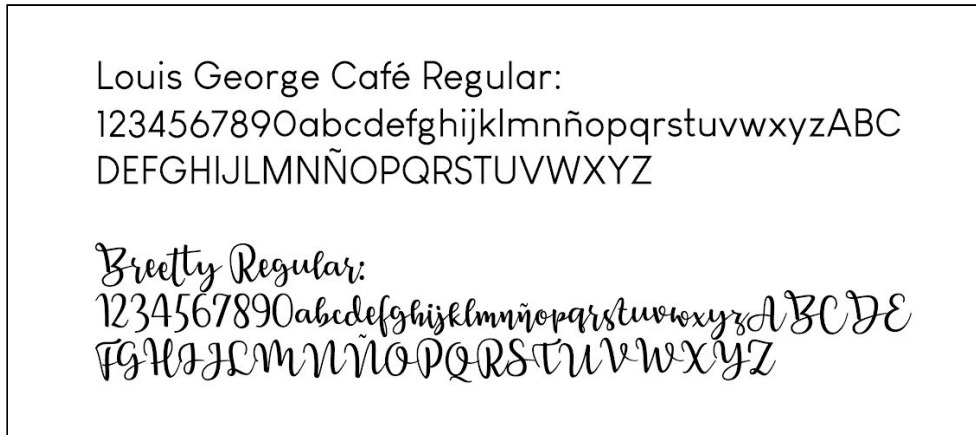 Louis George Café Regular:
1234567890abcdefghijklmnñopqrstuvwxyzABC
DEFGHIJLMNÑOPQRSTUVWXYZ
Breetty Regular:
1234567890abcdefghijklmnñopqrstuvwxyzABCDE
FGHIJLMNÑOPQRSTUVWXYZ